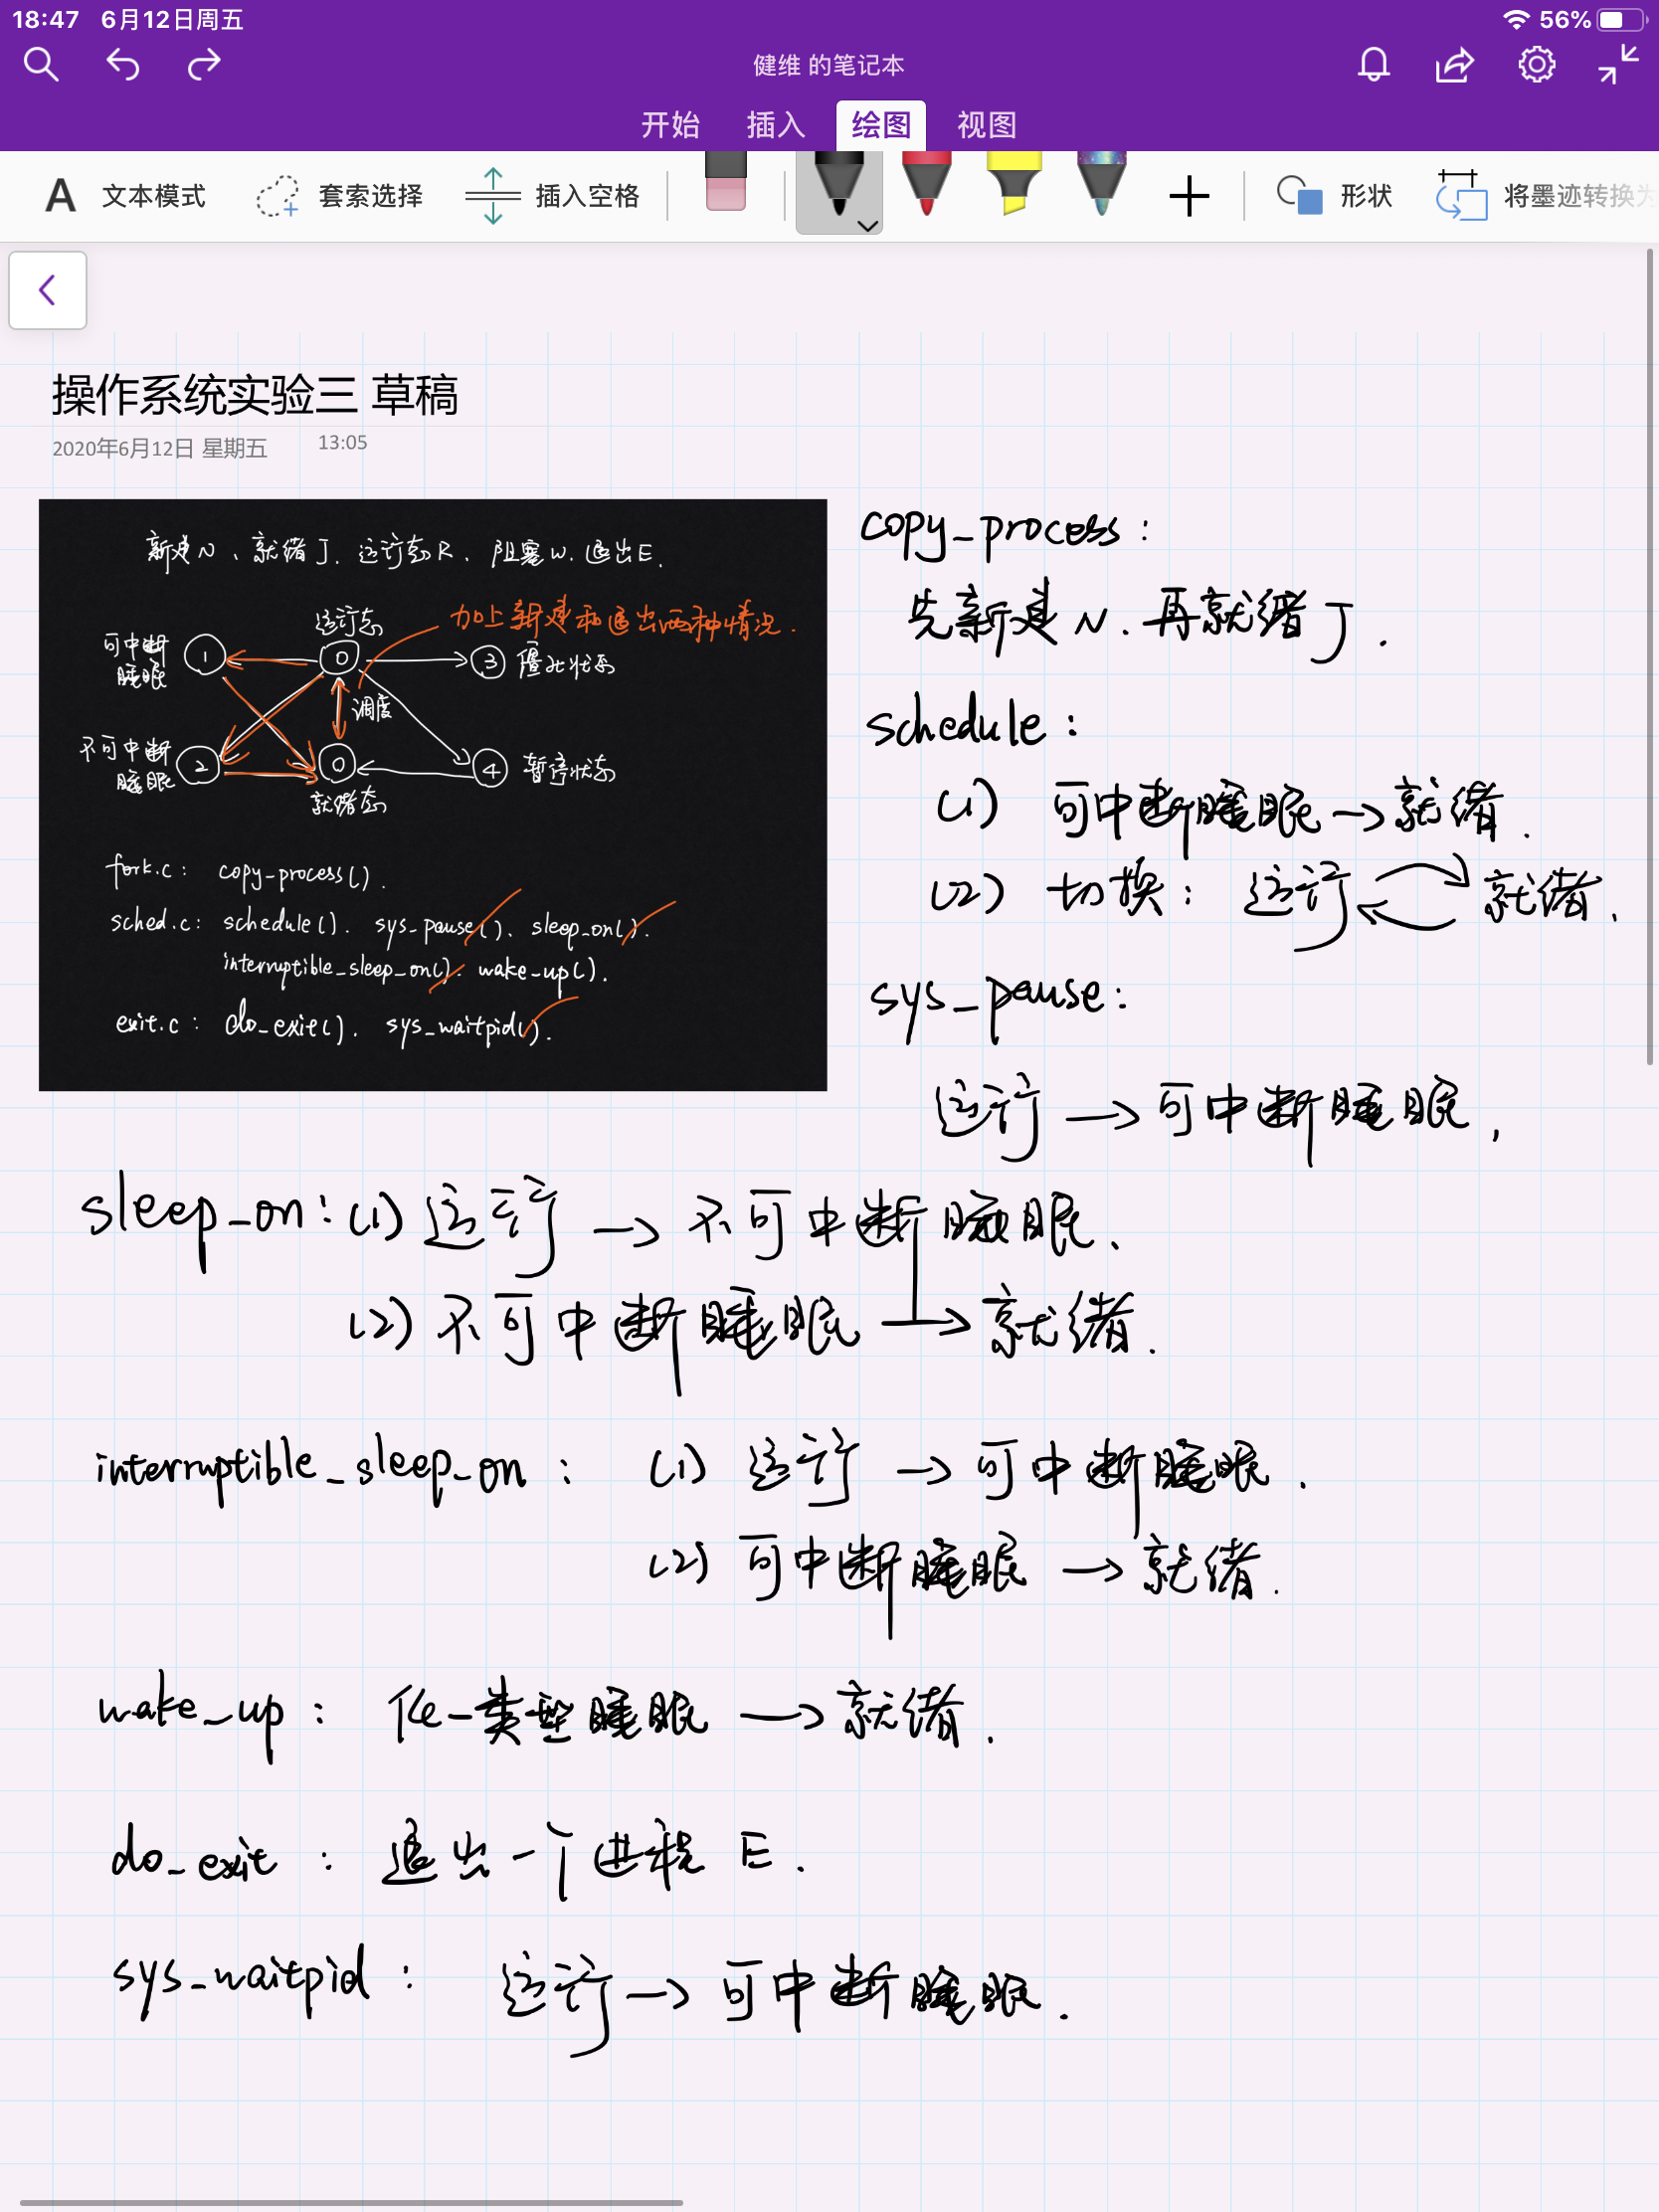 18:47 6月12日周五 56%
健维 的笔记本
开始 插入 绘图 视图
A 文本模式 套索选择 插入空格 形状 将墨迹转换为
操作系统实验三 草稿
2020年6月12日 星期五 13:05
新建N、就绪J、运行态R、阻塞W、退出E.
加上新建和退出两种情况.
运行态
可中断睡眠 1 0 3 僵死状态
调度
不可中断睡眠 2 0 4 暂停状态
就绪态
fork.c: copy_process().
sched.c: schedule(). sys_pause(). sleep_on().
interruptible_sleep_on(). wake_up().
exit.c: do_exit(). sys_waitpid().
copy_process:
先新建N.再就绪J.
schedule:
(1) 可中断睡眠→就绪.
(2) 切换: 运行 就绪.
sys_pause:
运行→可中断睡眠,
sleep_on: (1) 运行→不可中断睡眠.
(2) 不可中断睡眠→就绪.
interruptible_sleep_on: (1) 运行→可中断睡眠.
(2) 可中断睡眠→就绪.
wake_up: 任一类型睡眠→就绪.
do_exit: 退出一个进程E.
sys_waitpid: 运行→可中断睡眠.